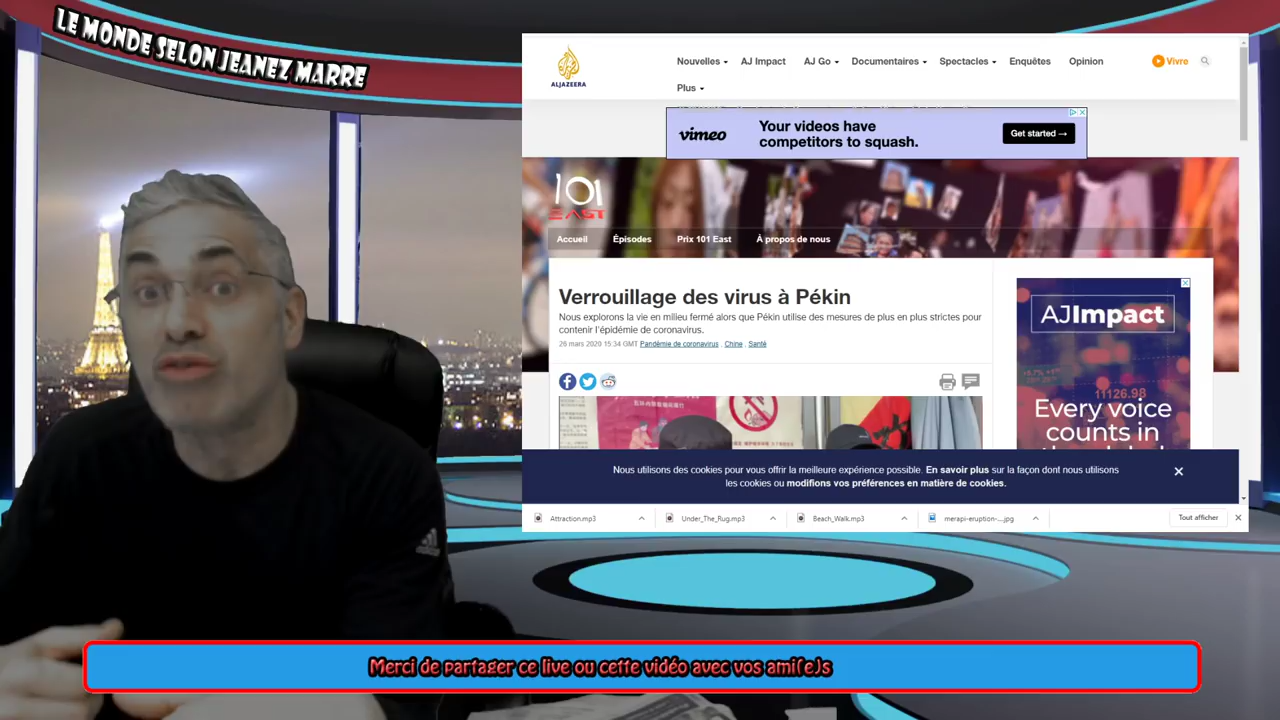 LE MONDE SELON JEANEZ MARRE
ALJAZEERA
Nouvelles
AJ Impact
AJ Go
Documentaires
Spectacles
Enquêtes
Opinion
Vivre
Plus
vimeo
Your videos have
competitors to squash.
Get started →
101
EAST
Accueil
Épisodes
Prix 101 East
À propos de nous
Verrouillage des virus à Pékin
Nous explorons la vie en milieu fermé alors que Pékin utilise des mesures de plus en plus strictes pour
contenir l'épidémie de coronavirus.
26 mars 2020 15:34 GMT Pandémie de coronavirus , Chine , Santé
AJImpact
11126.98
Every voice
counts in
Nous utilisons des cookies pour vous offrir la meilleure expérience possible. En savoir plus sur la façon dont nous utilisons
les cookies ou modifions vos préférences en matière de cookies.
Attraction.mp3
Under_The_Rug.mp3
Beach_Walk.mp3
merapi-eruption-....jpg
Tout afficher
Merci de partager ce live ou cette vidéo avec vos ami(e)s